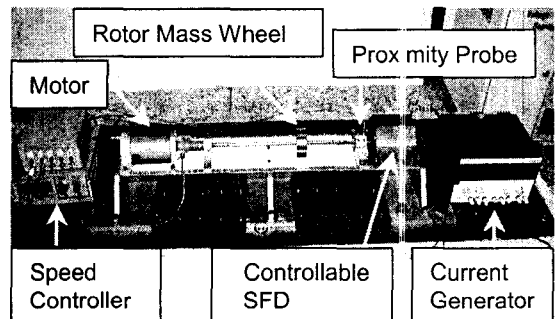 Rotor Mass Wheel
Prox mity Probe
Motor
Speed
Controller
Controllable
SFD
Current
Generator